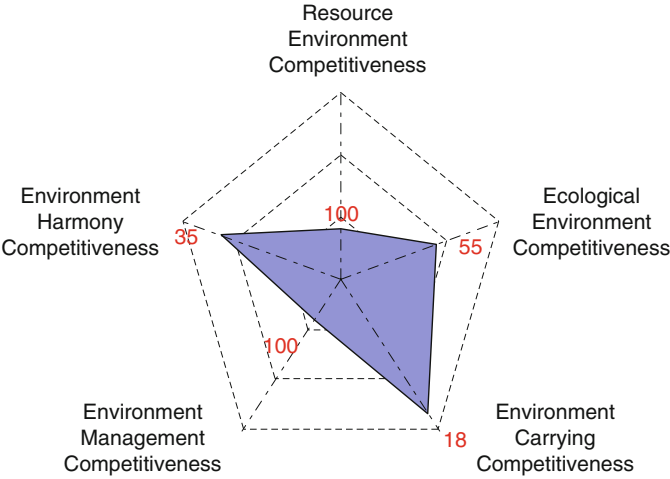 Resource
Environment
Competitiveness
100
Environment
Harmony
Competitiveness
35
Ecological
Environment
Competitiveness
55
100
Environment
Management
Competitiveness
Environment
Carrying
Competitiveness
18